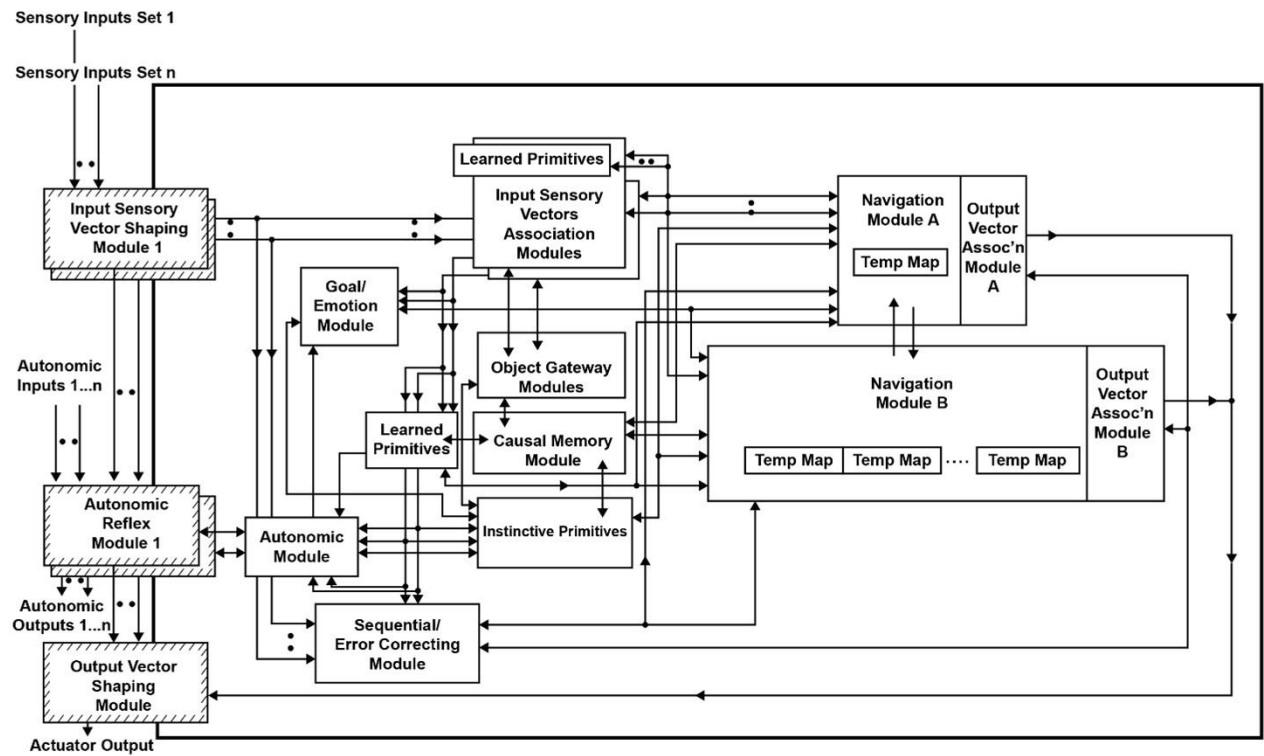 Sensory Inputs Set 1
Sensory Inputs Set n
Learned Primitives
Input Sensory
Vectors
Association
Modules
Input Sensory
Vector Shaping
Module 1
Navigation
Module A
Temp Map
Output
Vector
Assoc'n
Module
A
Goal/
Emotion
Module
Object Gateway
Modules
Autonomic
Inputs 1...n
Navigation
Module B
Temp Map
Temp Map
....
Temp Map
Output
Vector
Assoc'n
Module
B
Learned
Primitives
Causal Memory
Module
Autonomic
Reflex
Module 1
Autonomic
Module
Instinctive Primitives
Autonomic
Outputs 1...n
Sequential/
Error Correcting
Module
Output Vector
Shaping
Module
Actuator Output